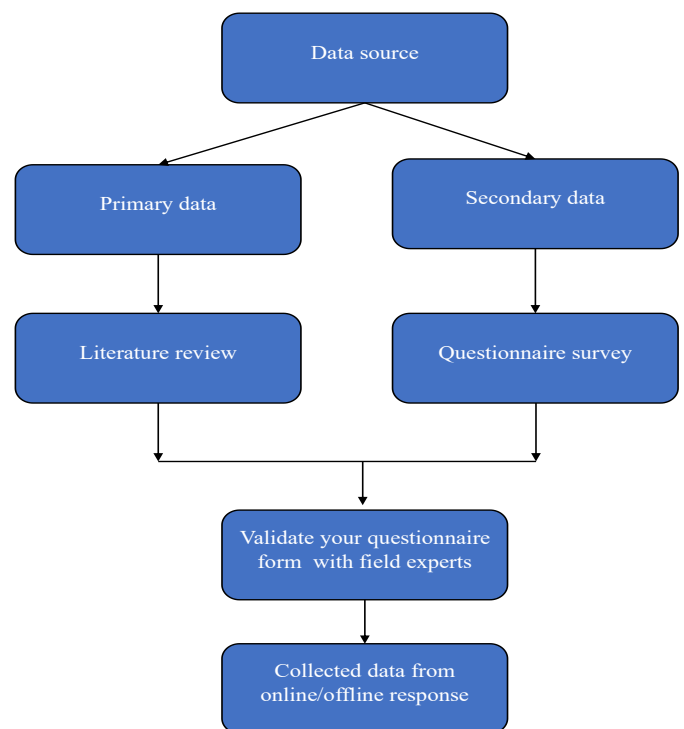 Data source
Primary data
Secondary data
Literature review
Questionnaire survey
Validate your questionnaire
form with field experts
Collected data from
online/offline response